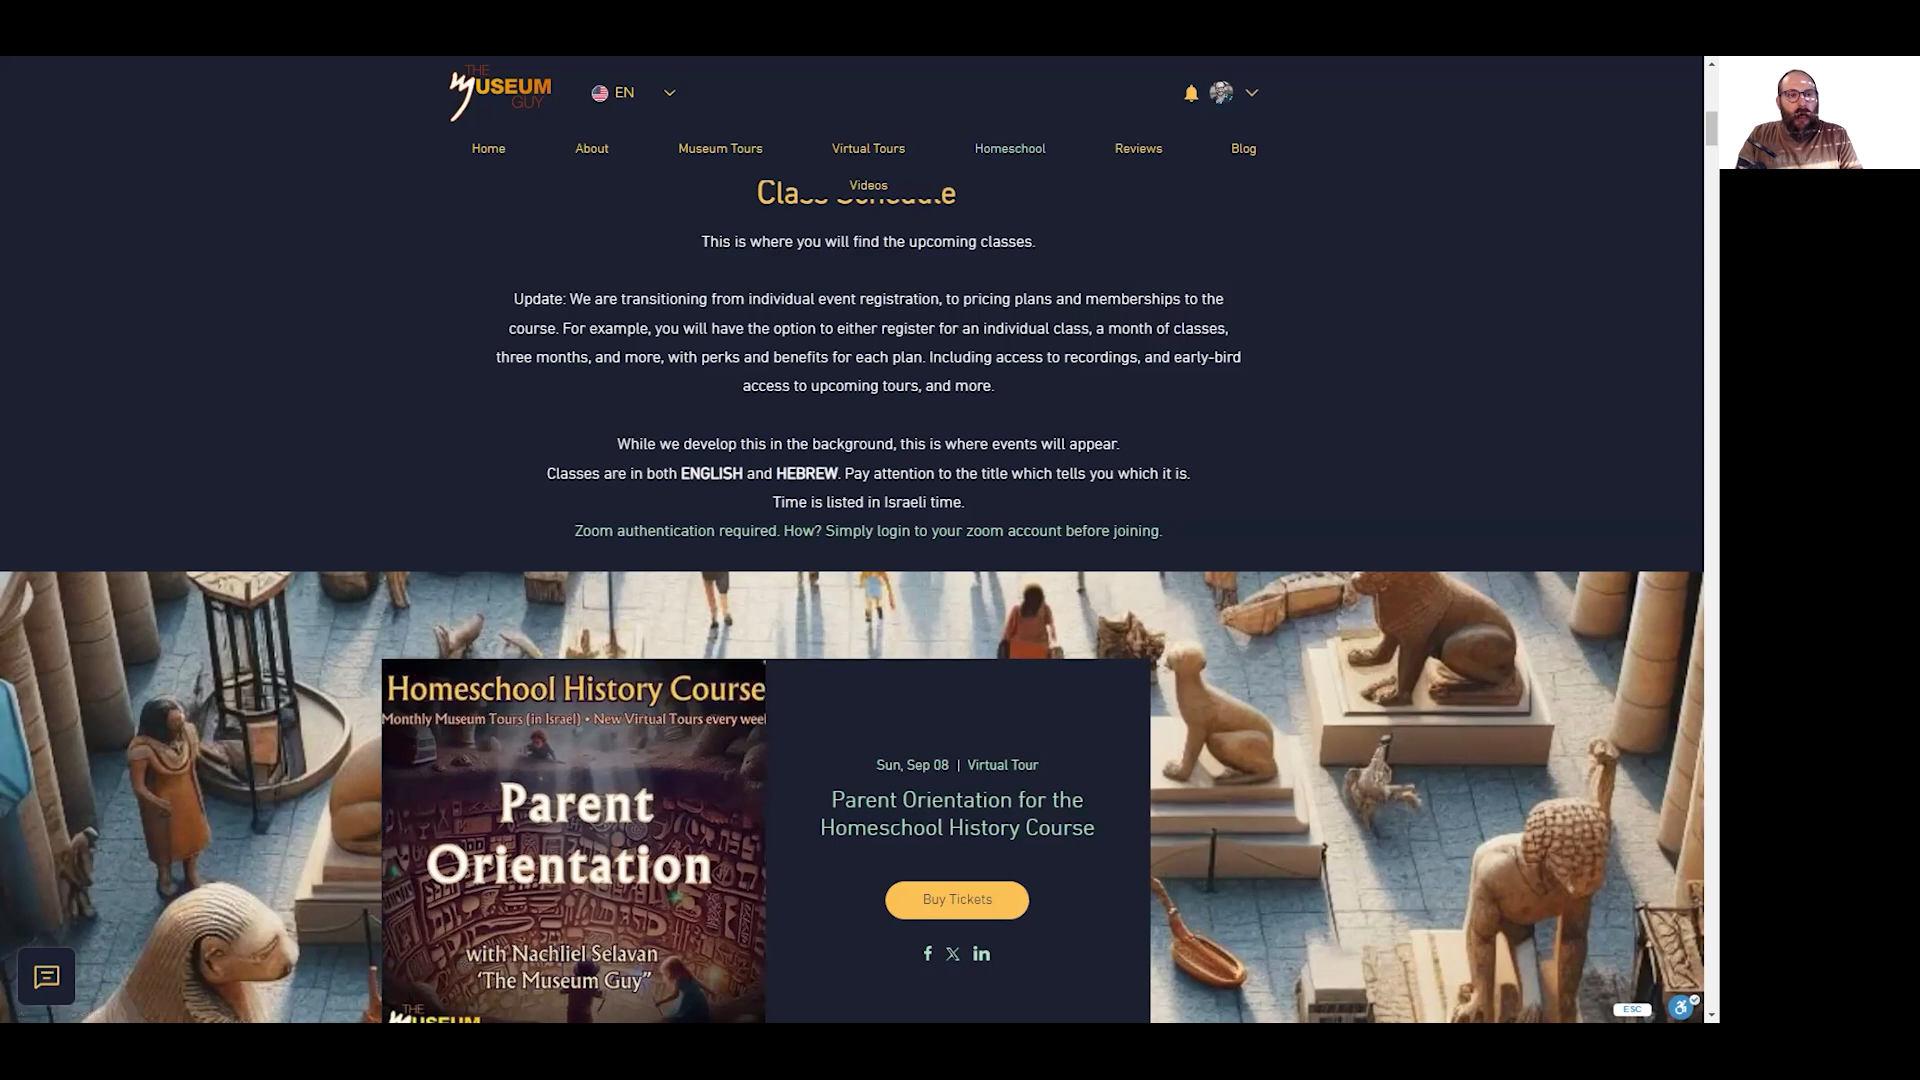 THE
MUSEUM
GUY
EN
Home
About
Museum Tours
Virtual Tours
Homeschool
Reviews
Blog
Videos
Class Schedule
This is where you will find the upcoming classes.
Update: We are transitioning from individual event registration, to pricing plans and memberships to the
course. For example, you will have the option to either register for an individual class, a month of classes,
three months, and more, with perks and benefits for each plan. Including access to recordings, and early-bird
access to upcoming tours, and more.
While we develop this in the background, this is where events will appear.
Classes are in both ENGLISH and HEBREW. Pay attention to the title which tells you which it is.
Time is listed in Israeli time.
Zoom authentication required. How? Simply login to your zoom account before joining.
Homeschool History Course
Monthly Museum Tours (in Israel) • New Virtual Tours every week
Parent
Orientation
with Nachliel Selavan
'The Museum Guy"
THE
MUSEUM
Sun, Sep 08 | Virtual Tour
Parent Orientation for the
Homeschool History Course
Buy Tickets
f X in
ESC